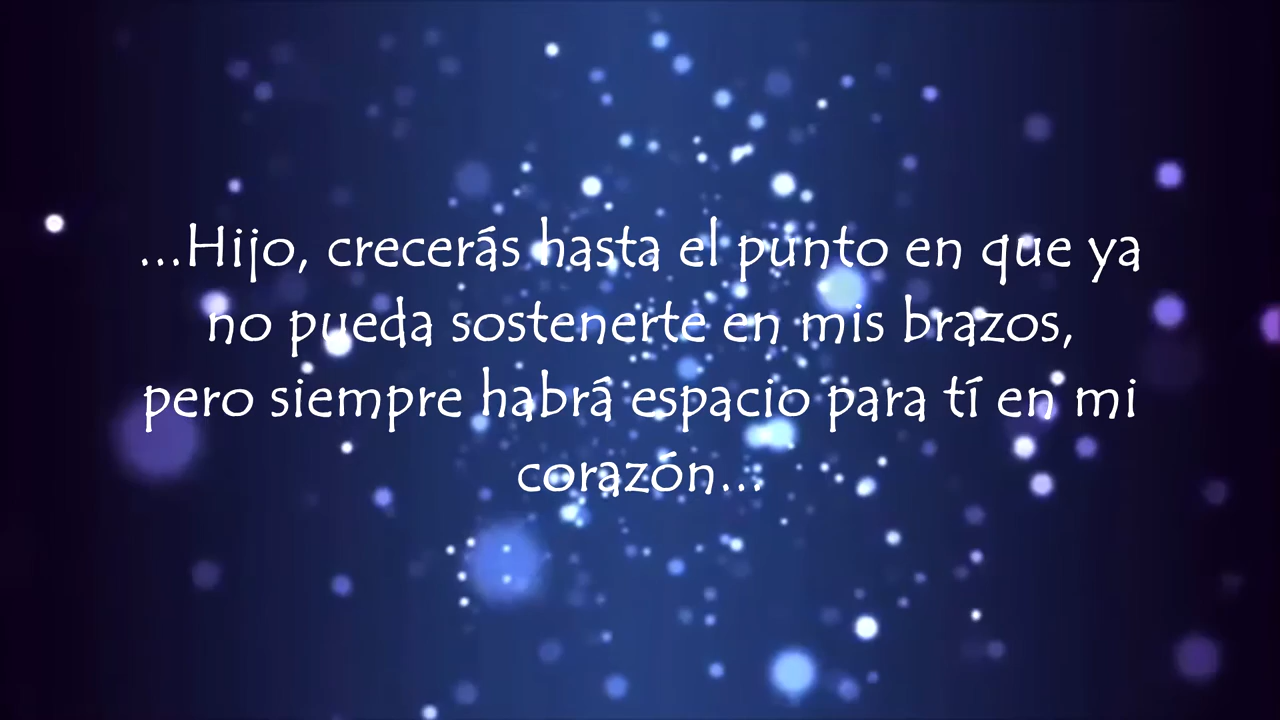 ...Hijo, crecerás hasta el punto en que ya
no pueda sostenerte en mis brazos,
pero siempre habrá espacio para tí en mi
corazón...